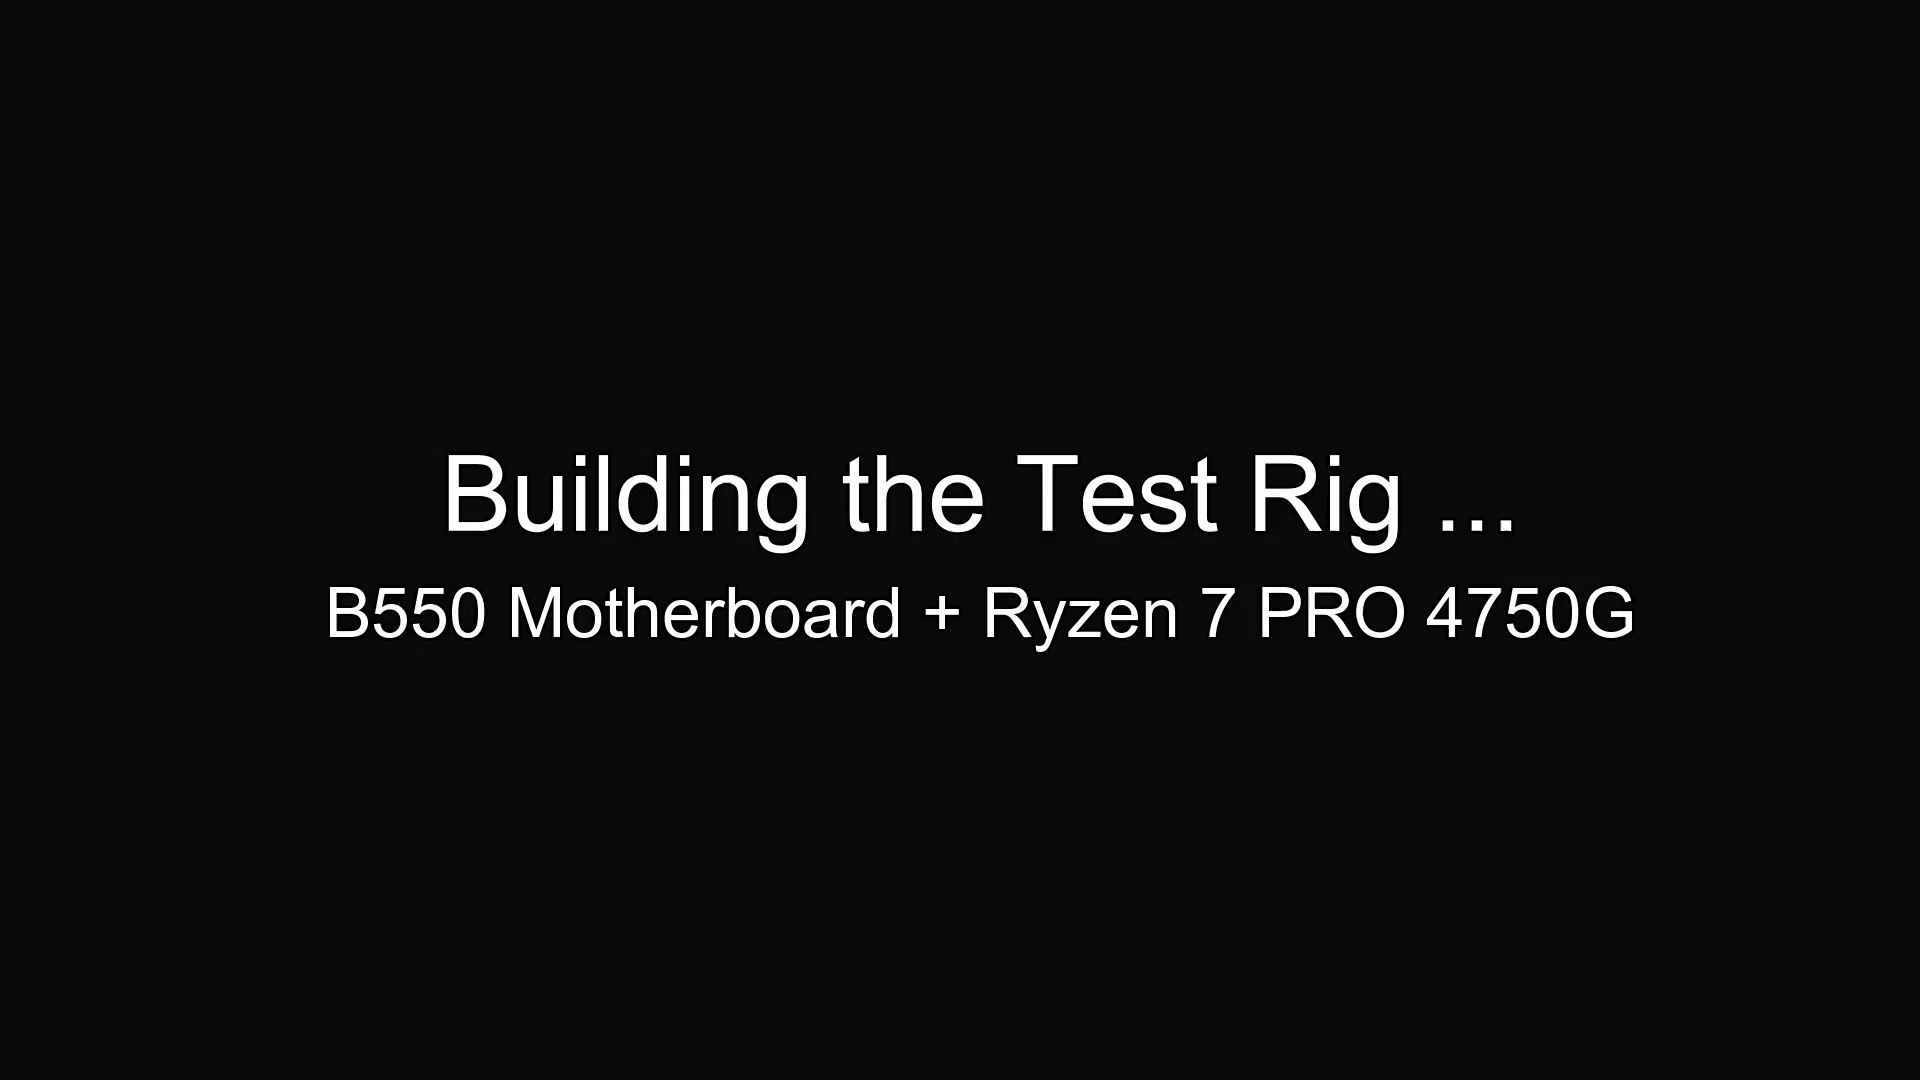 Building the Test Rig ...
B550 Motherboard + Ryzen 7 PRO 4750G